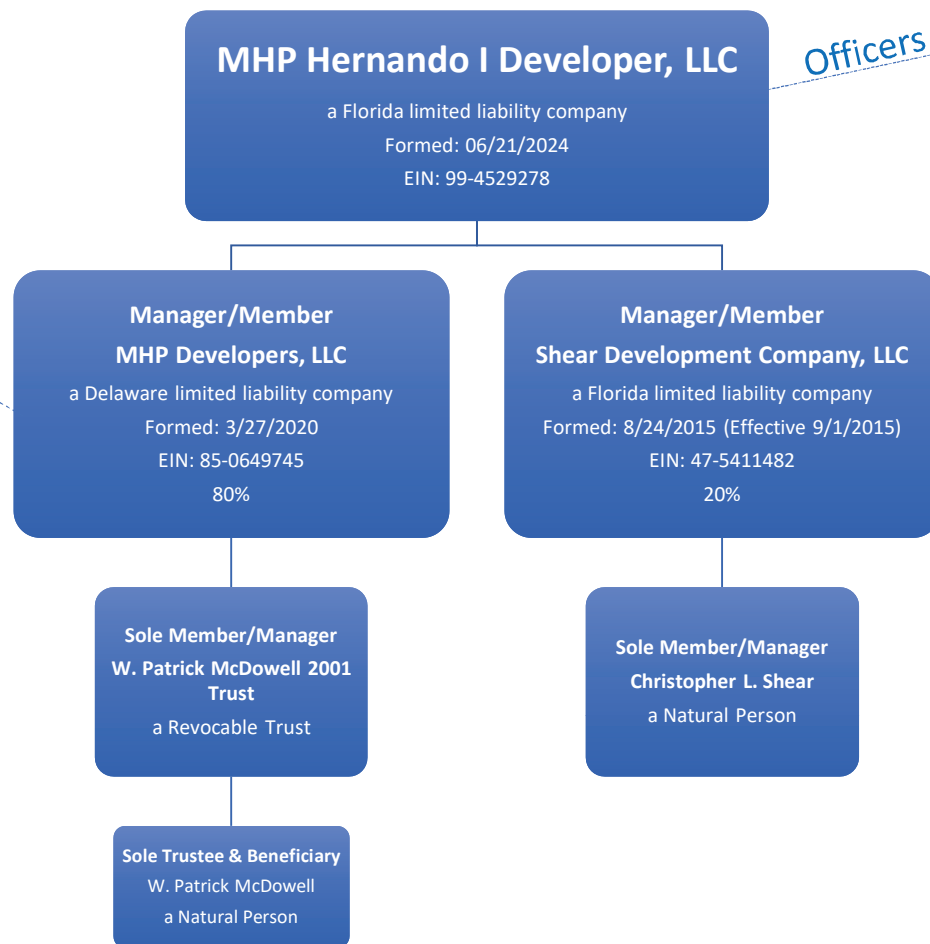 MHP Hernando I Developer, LLC
a Florida limited liability company
Formed: 06/21/2024
EIN: 99-4529278
Officers
Manager/Member
MHP Developers, LLC
a Delaware limited liability company
Formed: 3/27/2020
EIN: 85-0649745
80%
Manager/Member
Shear Development Company, LLC
a Florida limited liability company
Formed: 8/24/2015 (Effective 9/1/2015)
EIN: 47-5411482
20%
Sole Member/Manager
W. Patrick McDowell 2001
Trust
a Revocable Trust
Sole Member/Manager
Christopher L. Shear
a Natural Person
Sole Trustee & Beneficiary
W. Patrick McDowell
a Natural Person